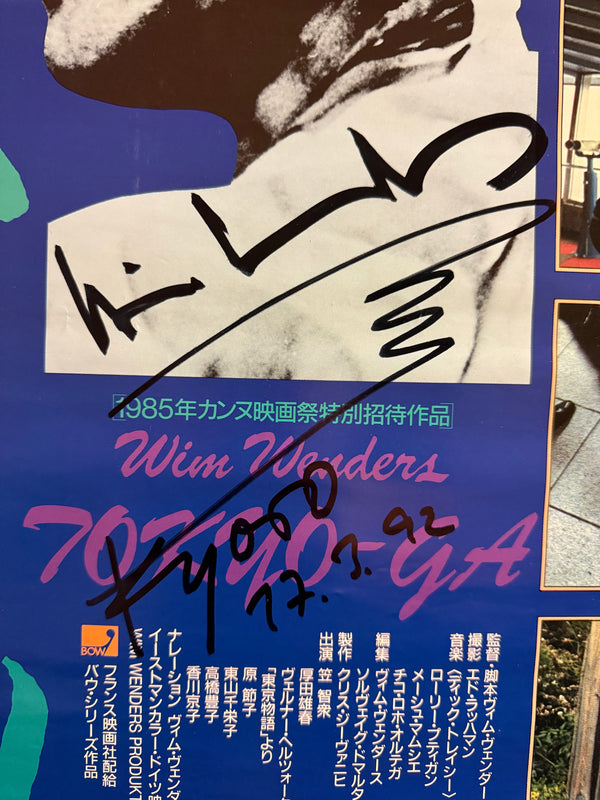 [1985年カンヌ映画祭特別招待作品]
Wim Wenders
TOKYO-GA
17.3.92
監督・脚本ヴィム・ヴェンダー
撮影 エド・ラッハマン
音楽 〈ディック・トレイシー〉
ローリー・プティガン
メーシュ・マムシェ
チコ・ロホ・オルテガ
編集 ヴィム・ヴェンダース
ソルヴェイグ・ドマルタ
製作 クリス・ジーヴァニヒ
出演 笠 智衆
厚田雄春
ヴェルナー・ヘルツォーク
「東京物語」より
原 節子
東山千栄子
高橋豊子
香川京子
ナレーション ヴィム・ヴェンダ
イーストマンカラー・ドイツ映
WIM WENDERS PRODUKT
BOW
フランス映画社配給
バウ・シリーズ作品